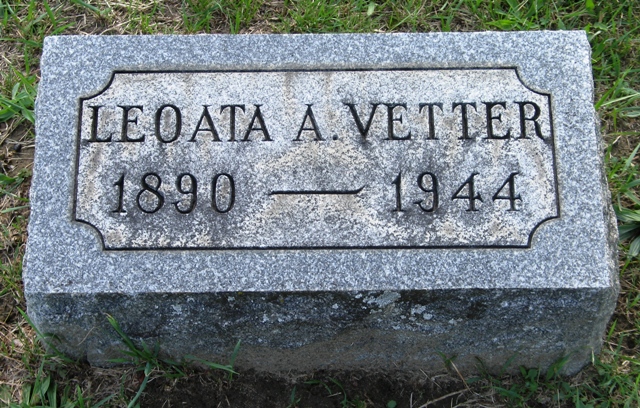 LEOATA A. VETTER
1890 — 1944